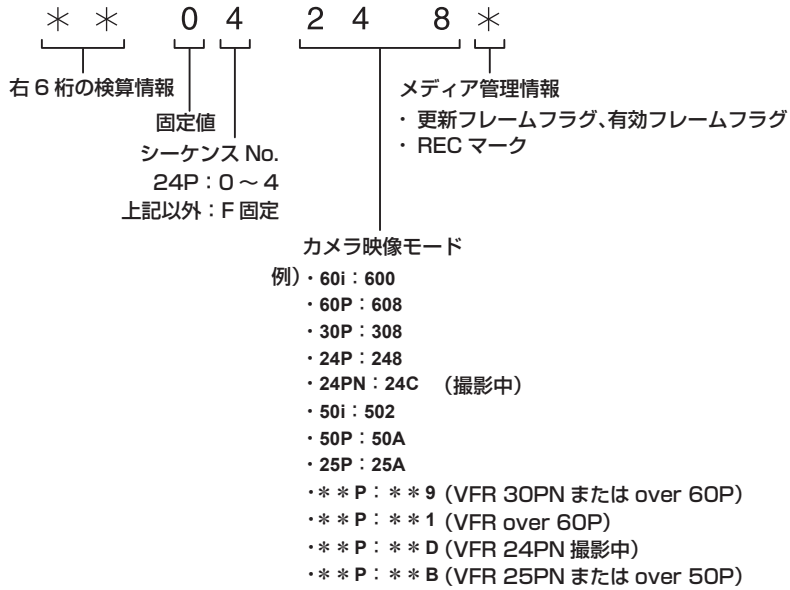 ＊ ＊ 0 4 2 4 8 ＊
右 6 桁の検算情報
固定値
シーケンス No.
24P：0 ～ 4
上記以外：F 固定
メディア管理情報
・ 更新フレームフラグ、有効フレームフラグ
・ REC マーク
カメラ映像モード
例）・60i：600
・60P：608
・30P：308
・24P：248
・24PN：24C （撮影中）
・50i：502
・50P：50A
・25P：25A
・＊＊P：＊＊9（VFR 30PN または over 60P）
・＊＊P：＊＊1（VFR over 60P）
・＊＊P：＊＊D（VFR 24PN 撮影中）
・＊＊P：＊＊B（VFR 25PN または over 50P）